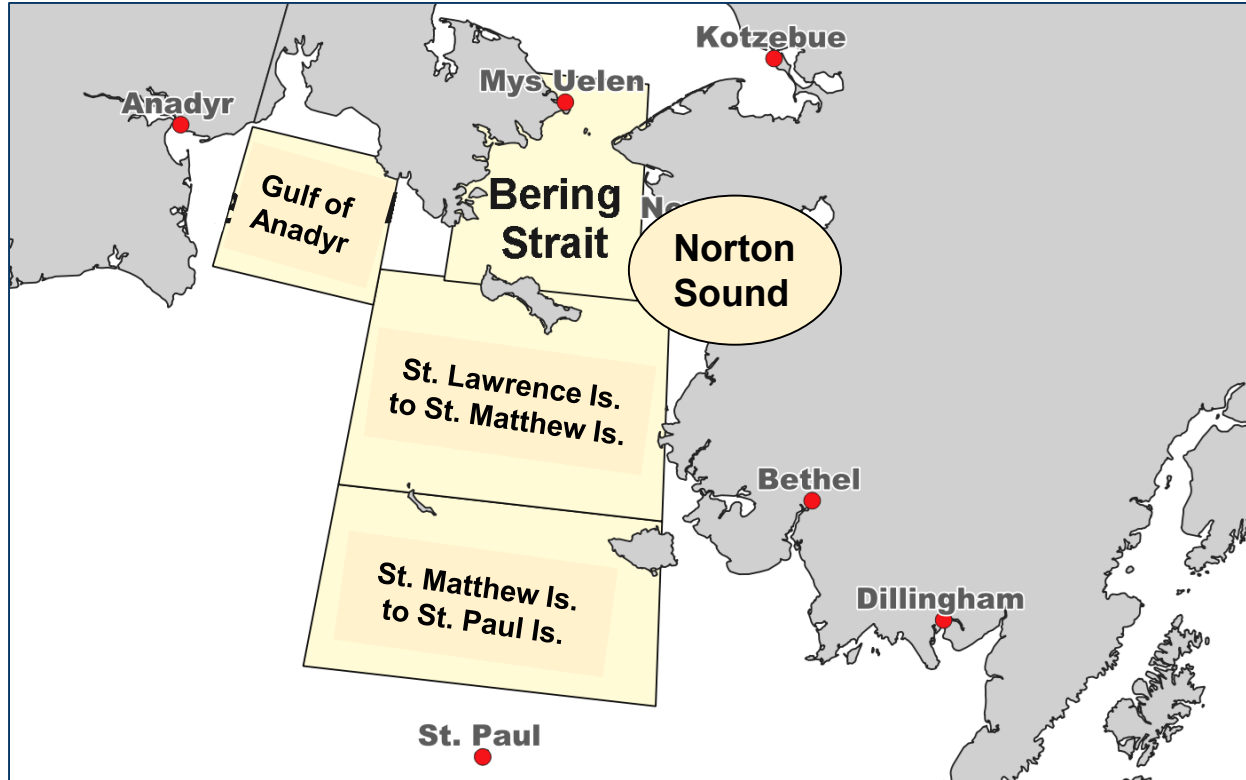 Kotzebue
Mys Uelen
Anadyr
Gulf of
Anadyr
Bering
Strait
Norton
Sound
St. Lawrence Is.
to St. Matthew Is.
Bethel
St. Matthew Is.
to St. Paul Is.
Dillingham
St. Paul